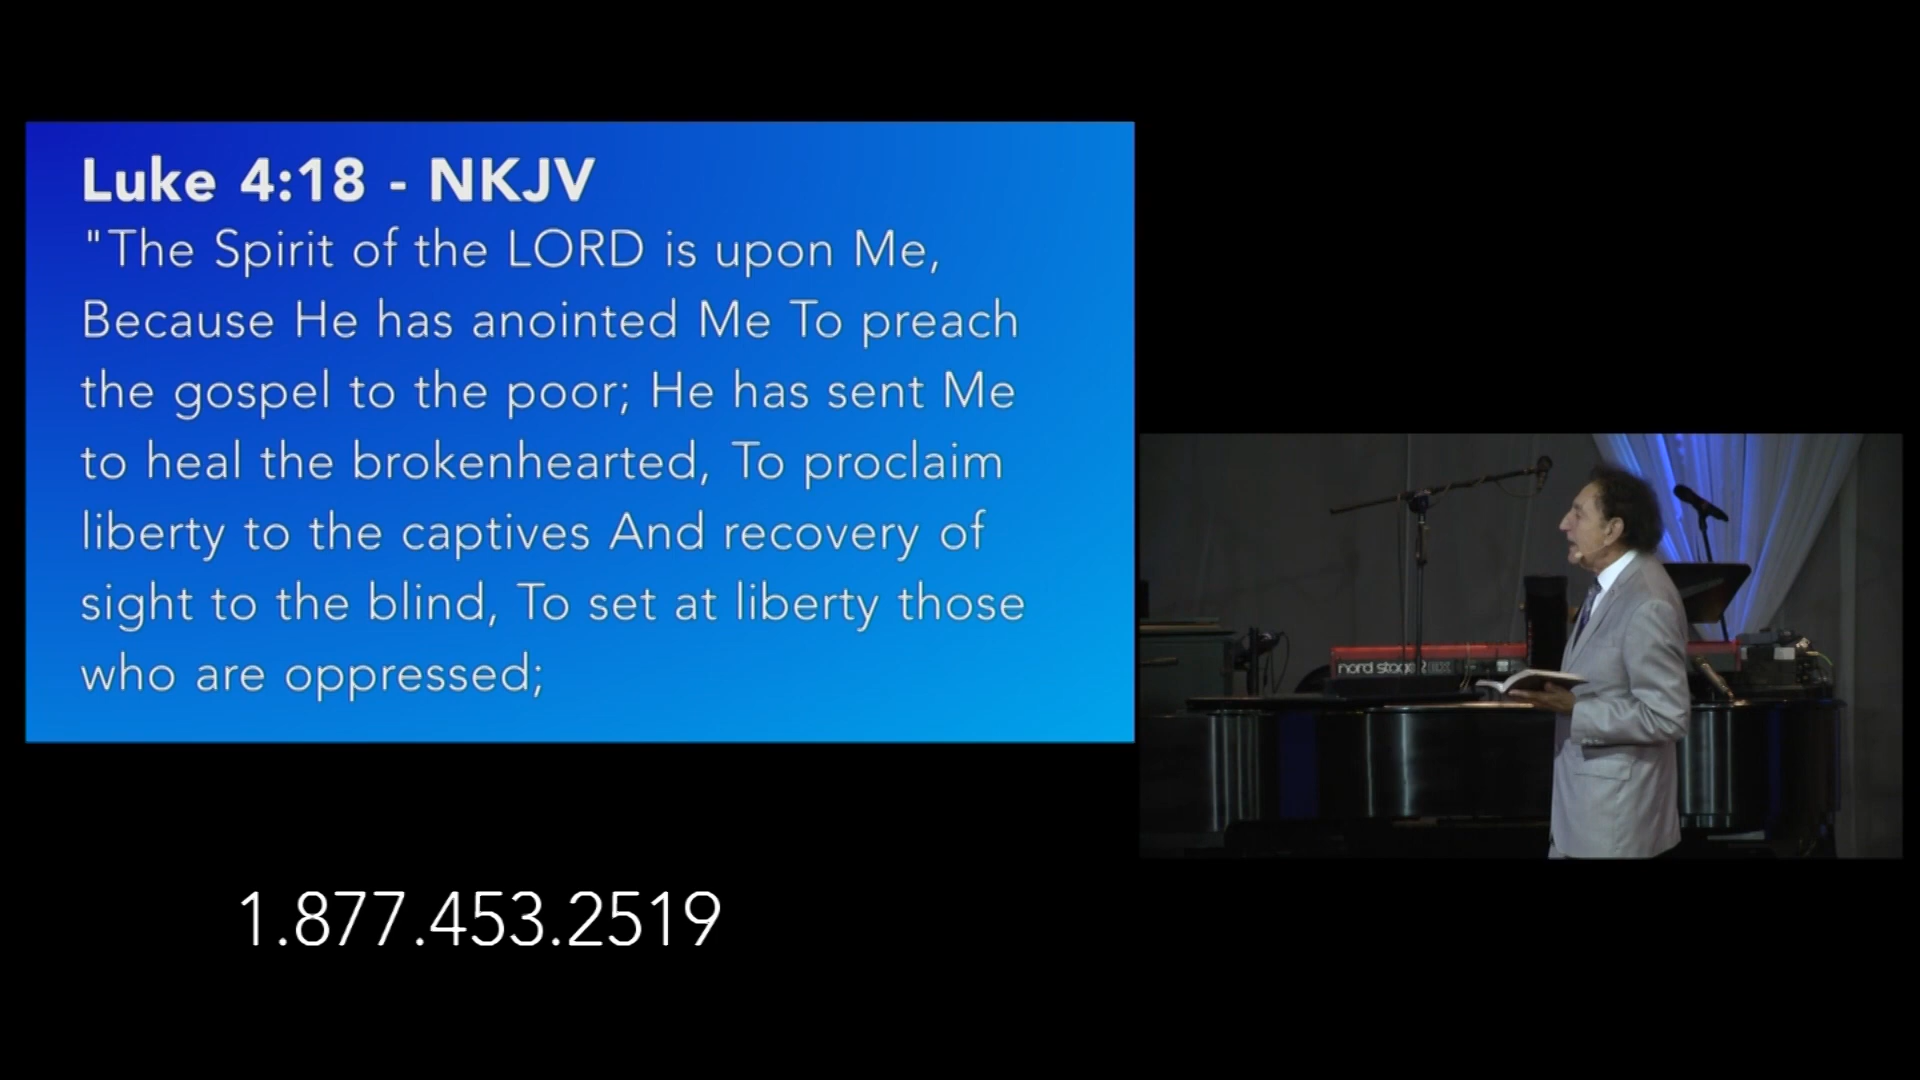 Luke 4:18 - NKJV
"The Spirit of the LORD is upon Me,
Because He has anointed Me To preach
the gospel to the poor; He has sent Me
to heal the brokenhearted, To proclaim
liberty to the captives And recovery of
sight to the blind, To set at liberty those
who are oppressed;
nord stage 2 EX
1.877.453.2519